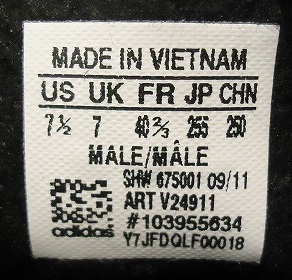 MADE IN VIETNAM
US UK FR JP CHN
7½ 7 40⅔ 255 250
MALE/MÂLE
SHW 675001 09/11
ART V24911
#103955634
adidas Y7JFDQLF00018